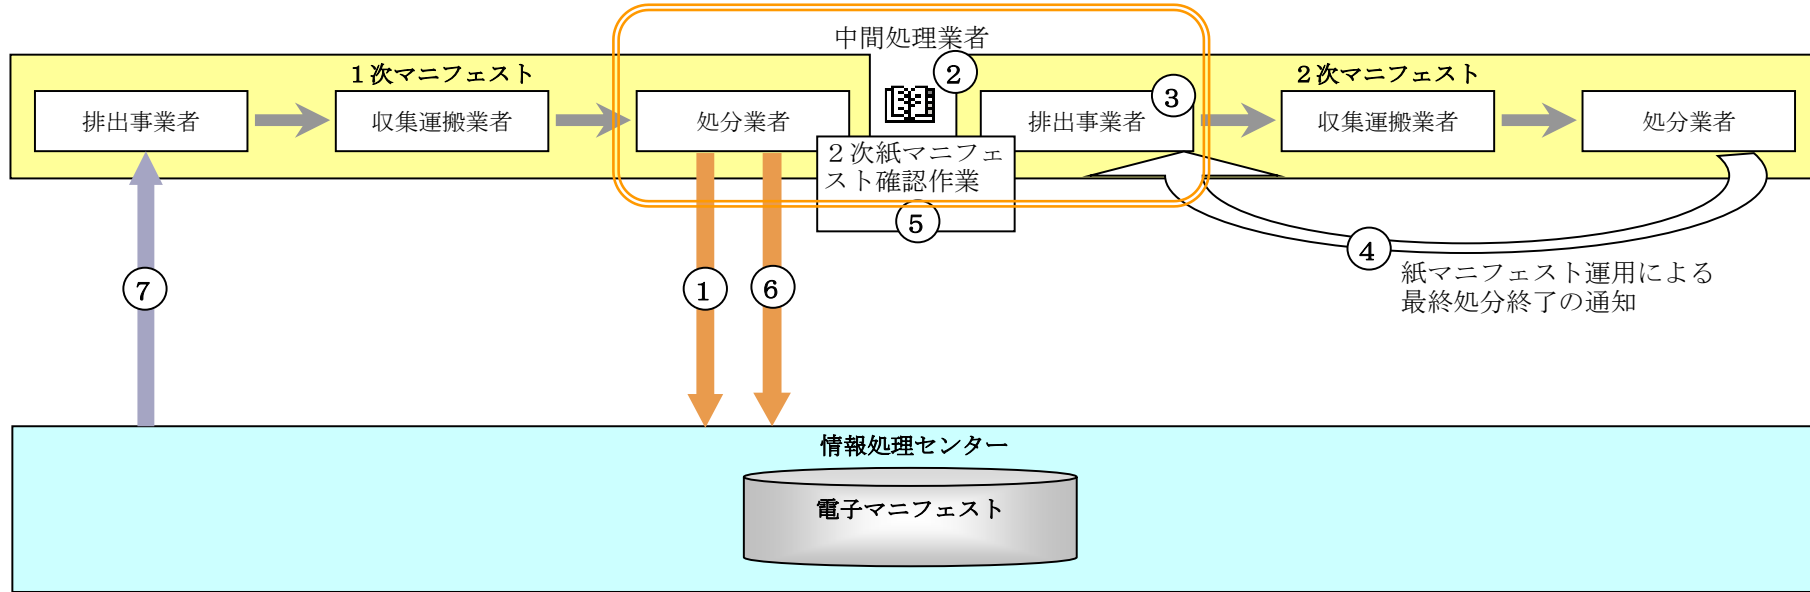 中間処理業者
1次マニフェスト
排出事業者
収集運搬業者
処分業者
②
2次マニフェスト
排出事業者
③
収集運搬業者
処分業者
2次紙マニフェ
スト確認作業
⑤
④
紙マニフェスト運用による
最終処分終了の通知
⑦
①
⑥
情報処理センター
電子マニフェスト